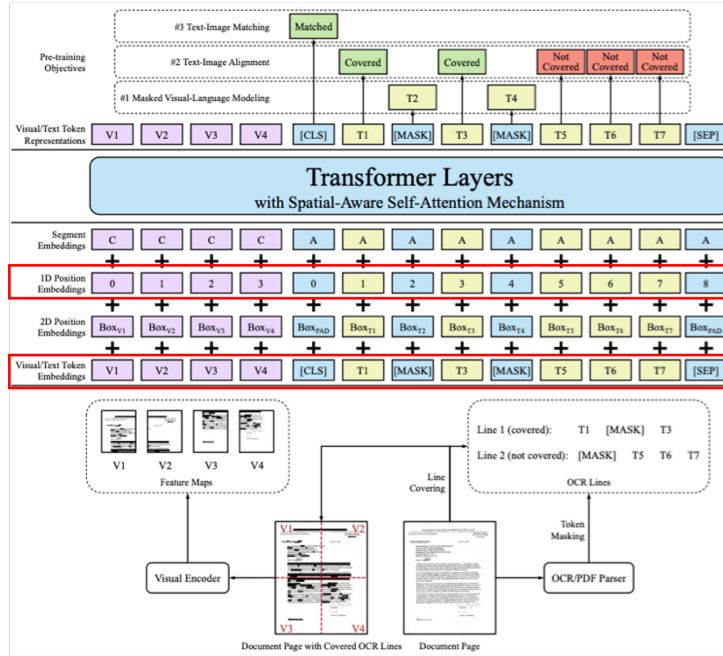 #3 Text-Image Matching Matched
Pre-training Objectives
#2 Text-Image Alignment Covered Covered Not Covered Not Covered Not Covered
#1 Masked Visual-Language Modeling T2 T4
Visual/Text Token Representations V1 V2 V3 V4 [CLS] T1 [MASK] T3 [MASK] T5 T6 T7 [SEP]
Transformer Layers
with Spatial-Aware Self-Attention Mechanism
Segment Embeddings C C C C A A A A A A A A A
+ + + + + + + + + + + + +
1D Position Embeddings 0 1 2 3 0 1 2 3 4 5 6 7 8
+ + + + + + + + + + + + +
2D Position Embeddings BoxV1 BoxV2 BoxV3 BoxV4 BoxPAD BoxT1 BoxT2 BoxT3 BoxT4 BoxT5 BoxT6 BoxT7 BoxPAD
+ + + + + + + + + + + + +
Visual/Text Token Embeddings V1 V2 V3 V4 [CLS] T1 [MASK] T3 [MASK] T5 T6 T7 [SEP]
V1 V2 V3 V4
Feature Maps
Line 1 (covered): T1 [MASK] T3
Line 2 (not covered): [MASK] T5 T6 T7
OCR Lines
Line Covering
Token Masking
V1 V2
V3 V4
Visual Encoder
OCR/PDF Parser
Document Page with Covered OCR Lines
Document Page